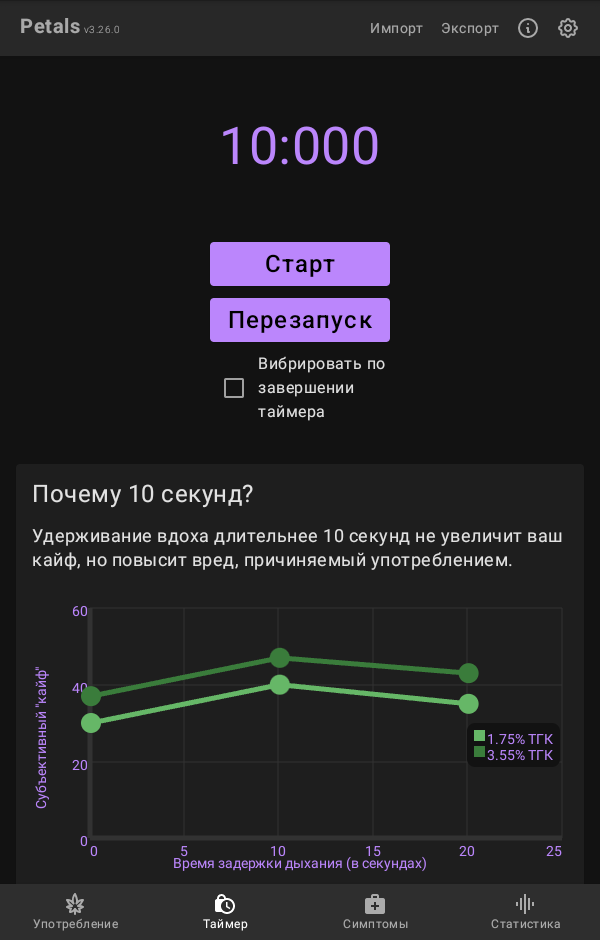 Petals v3.26.0
Импорт Экспорт
10:000
Старт
Перезапуск
Вибрировать по
завершении
таймера
Почему 10 секунд?
Удерживание вдоха длительнее 10 секунд не увеличит ваш
кайф, но повысит вред, причиняемый употреблением.
60
40
20
0
Субъективный "кайф"
1.75% ТГК
3.55% ТГК
0 5 10 15 20 25
Время задержки дыхания (в секундах)
Употребление Таймер Симптомы Статистика